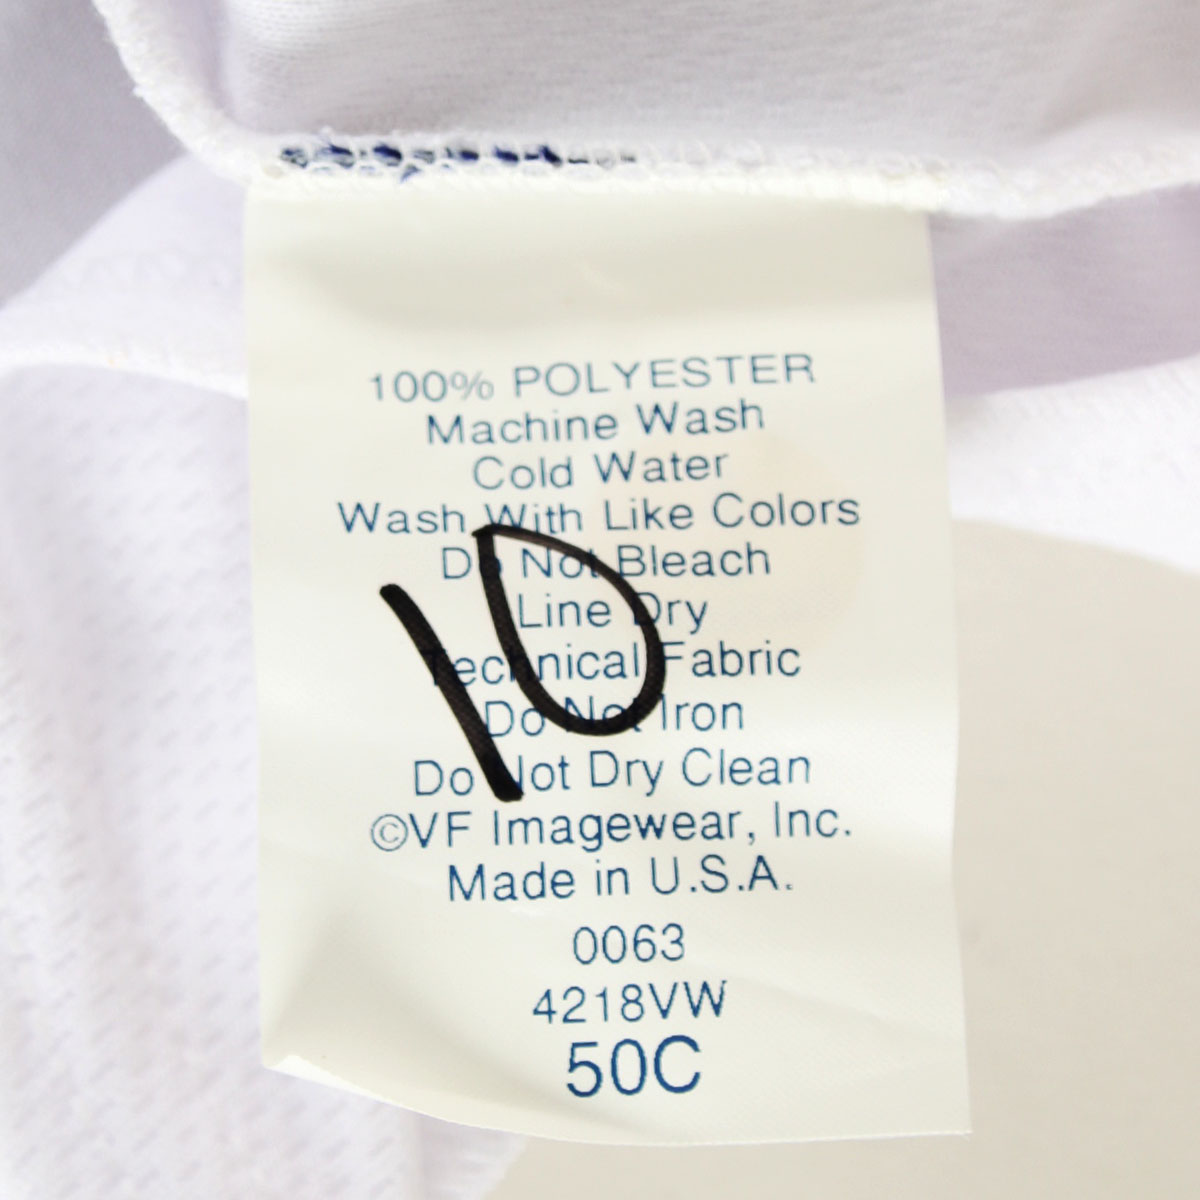 100% POLYESTER
Machine Wash
Cold Water
Wash With Like Colors
Do Not Bleach
Line Dry
Technical Fabric
Do Not Iron
Do Not Dry Clean
©VF Imagewear, Inc.
Made in U.S.A.
0063
4218VW
50C
10